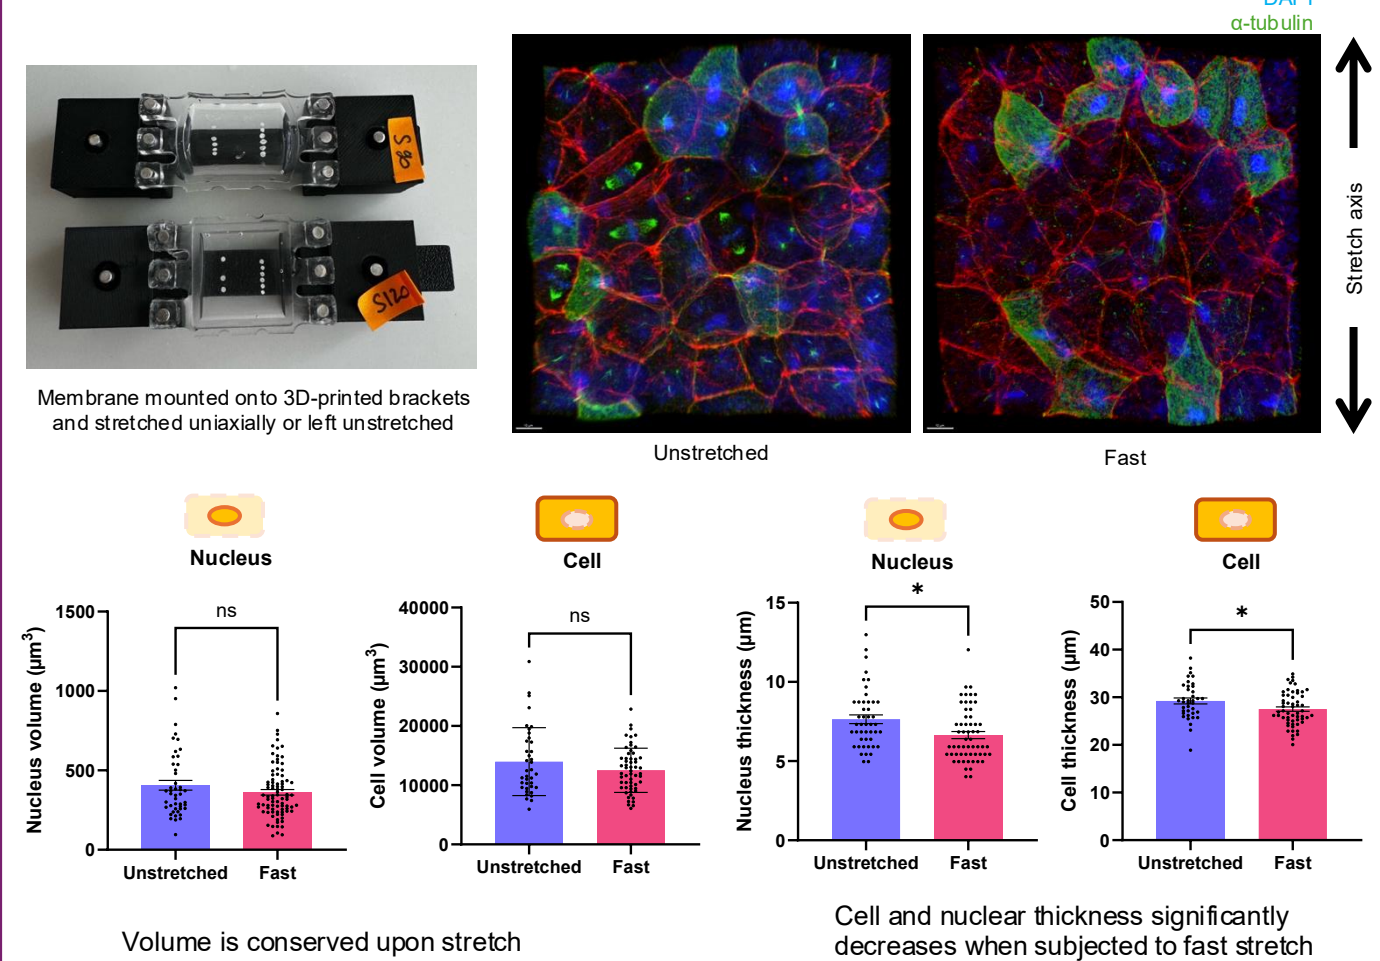 DAPI
α-tubulin
S 80
S120
Stretch axis
Membrane mounted onto 3D-printed brackets
and stretched uniaxially or left unstretched
Unstretched
Fast
Nucleus
Nucleus volume (µm³)
1500
1000
500
0
ns
Unstretched
Fast
Cell
Cell volume (µm³)
40000
30000
20000
10000
0
ns
Unstretched
Fast
Nucleus
Nucleus thickness (µm)
15
10
5
0
*
Unstretched
Fast
Cell
Cell thickness (µm)
50
40
30
20
10
0
*
Unstretched
Fast
Volume is conserved upon stretch
Cell and nuclear thickness significantly
decreases when subjected to fast stretch